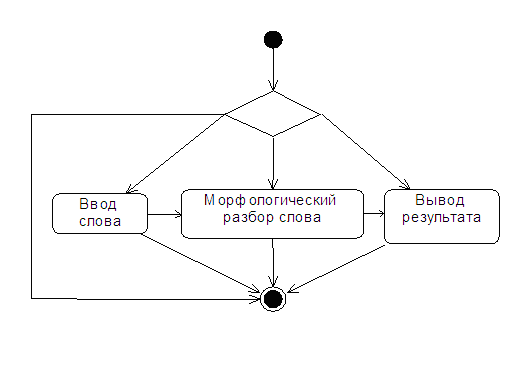 Ввод
слова
Морфологический
разбор слова
Вывод
результата